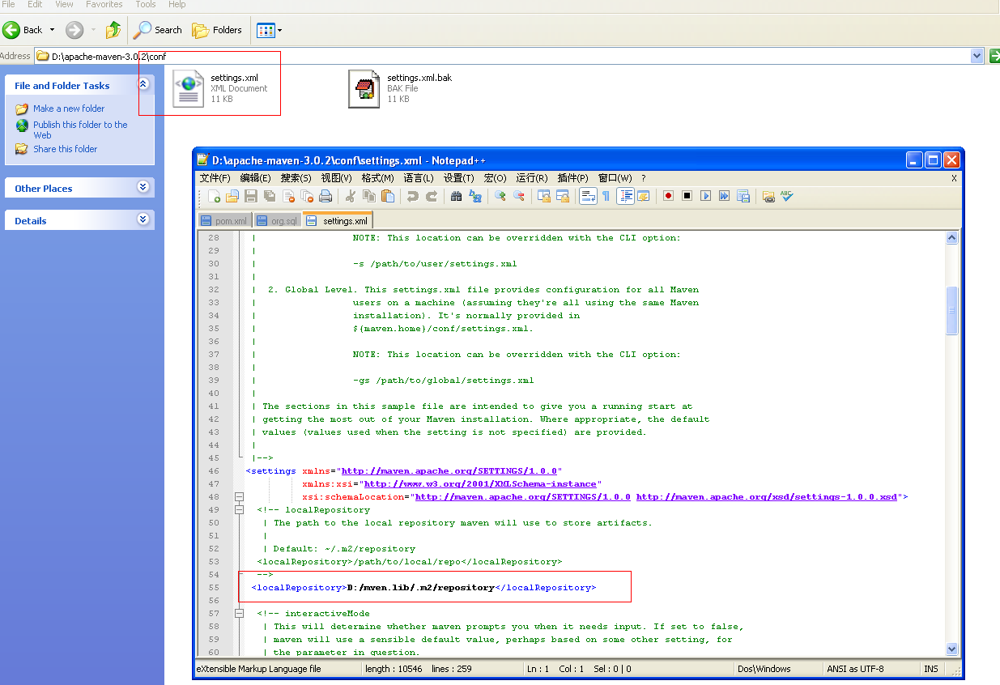 File Edit View Favorites Tools Help
Back Search Folders
Address D:\apache-maven-3.0.2\conf
File and Folder Tasks
Make a new folder
Publish this folder to the
Web
Share this folder
Other Places
Details
settings.xml
XML Document
11 KB
settings.xml.bak
BAK File
11 KB
D:\apache-maven-3.0.2\conf\settings.xml - Notepad++
文件(F) 编辑(E) 搜索(S) 视图(V) 格式(M) 语言(L) 设置(T) 宏(O) 运行(R) 插件(P) 窗口(W) ? X
pom.xml org.sql settings.xml
28 | NOTE: This location can be overridden with the CLI option:
29 |
30 | -s /path/to/user/settings.xml
31 |
32 | 2. Global Level. This settings.xml file provides configuration for all Maven
33 | users on a machine (assuming they're all using the same Maven
34 | installation). It's normally provided in
35 | ${maven.home}/conf/settings.xml.
36 |
37 | NOTE: This location can be overridden with the CLI option:
38 |
39 | -gs /path/to/global/settings.xml
40 |
41 | The sections in this sample file are intended to give you a running start at
42 | getting the most out of your Maven installation. Where appropriate, the default
43 | values (values used when the setting is not specified) are provided.
44 |
45 |-->
46 <settings xmlns="http://maven.apache.org/SETTINGS/1.0.0"
47 xmlns:xsi="http://www.w3.org/2001/XMLSchema-instance"
48 xsi:schemaLocation="http://maven.apache.org/SETTINGS/1.0.0 http://maven.apache.org/xsd/settings-1.0.0.xsd">
49 <!-- localRepository
50 | The path to the local repository maven will use to store artifacts.
51 |
52 | Default: ~/.m2/repository
53 <localRepository>/path/to/local/repo</localRepository>
54 -->
55 <localRepository>D:/mven.lib/.m2/repository</localRepository>
56
57 <!-- interactiveMode
58 | This will determine whether maven prompts you when it needs input. If set to false,
59 | maven will use a sensible default value, perhaps based on some other setting, for
60 | the parameter in question.
eXtensible Markup Language file length : 10546 lines : 259 Ln : 1 Col : 1 Sel : 0 | 0 Dos\Windows ANSI as UTF-8 INS